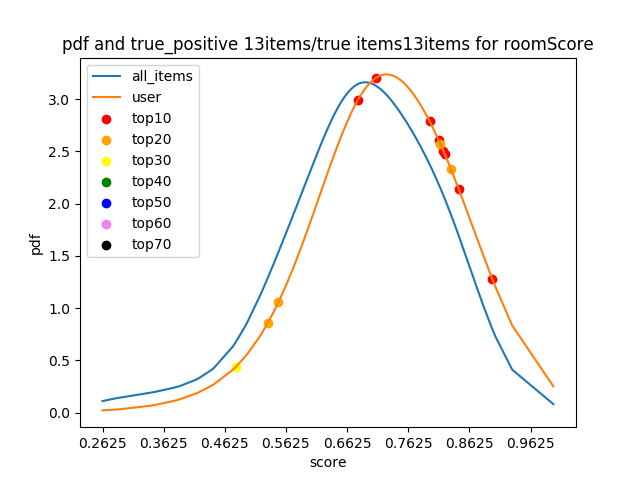 pdf and true_positive 13items/true items13items for roomScore
all_items
user
top10
top20
top30
top40
top50
top60
top70
pdf
3.0
2.5
2.0
1.5
1.0
0.5
0.0
0.2625 0.3625 0.4625 0.5625 0.6625 0.7625 0.8625 0.9625
score